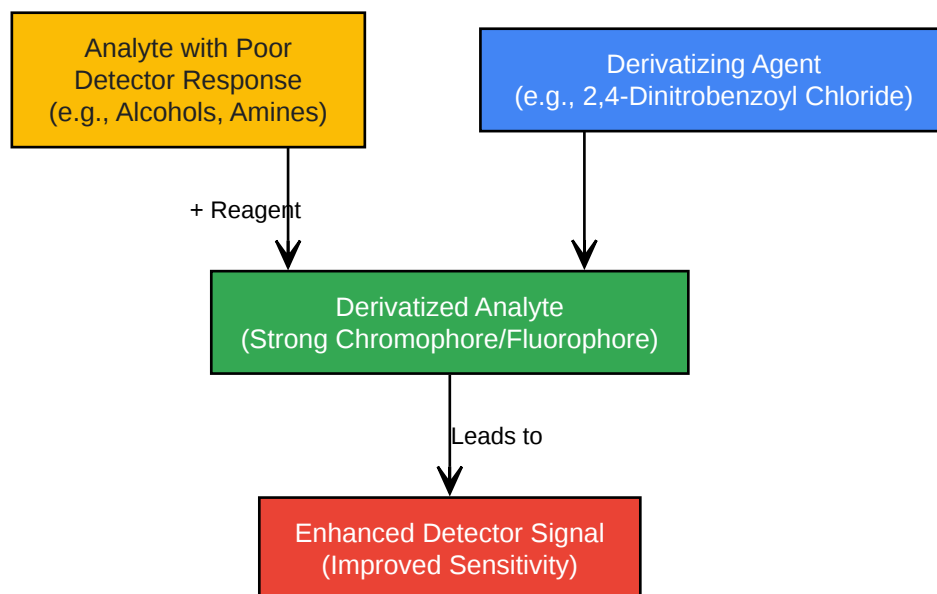 Analyte with Poor
Detector Response
(e.g., Alcohols, Amines)
Derivatizing Agent
(e.g., 2,4-Dinitrobenzoyl Chloride)
+ Reagent
Derivatized Analyte
(Strong Chromophore/Fluorophore)
Leads to
Enhanced Detector Signal
(Improved Sensitivity)